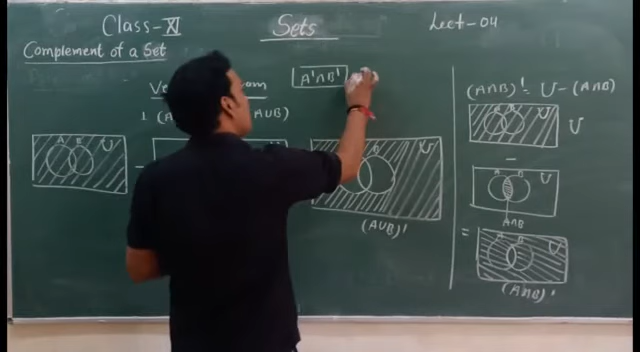 Class-XI
Sets
Lect-04
Complement of a Set
A'∩B'
A∪B)
A B U
B U
(A∪B)'
(A∩B)' = U - (A∩B)
A B U
U
-
A B U
A∩B
=
A B U
(A∩B)'